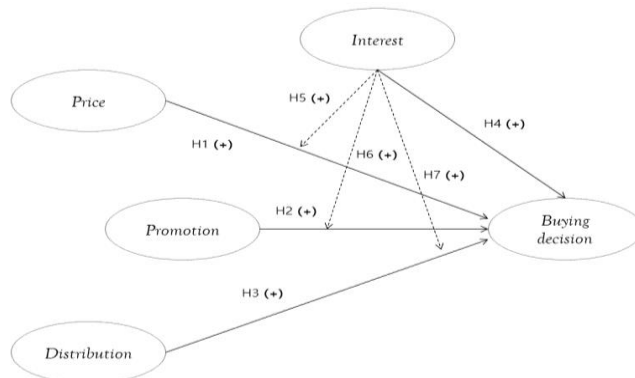 Interest
Price
H5 (+)
H4 (+)
H1 (+)
H6 (+)
H7 (+)
H2 (+)
Promotion
Buying
decision
H3 (+)
Distribution